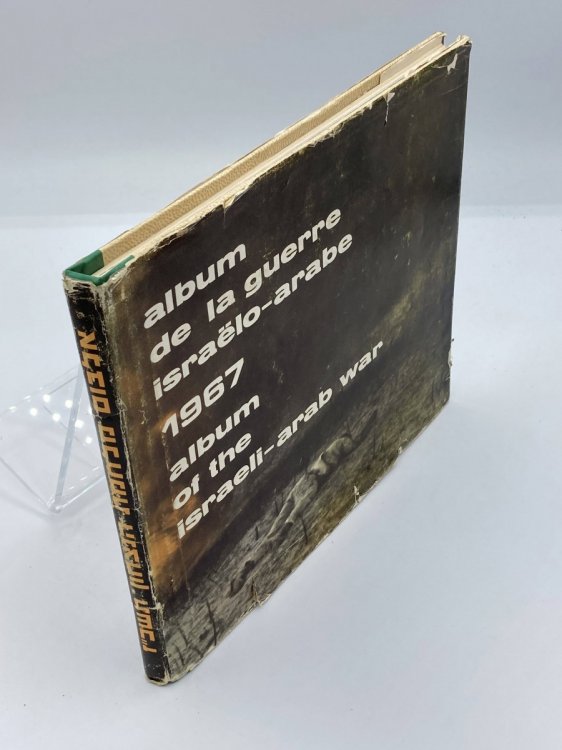 album
de la guerre
israëlo-arabe
1967
album
of the
israeli-arab war